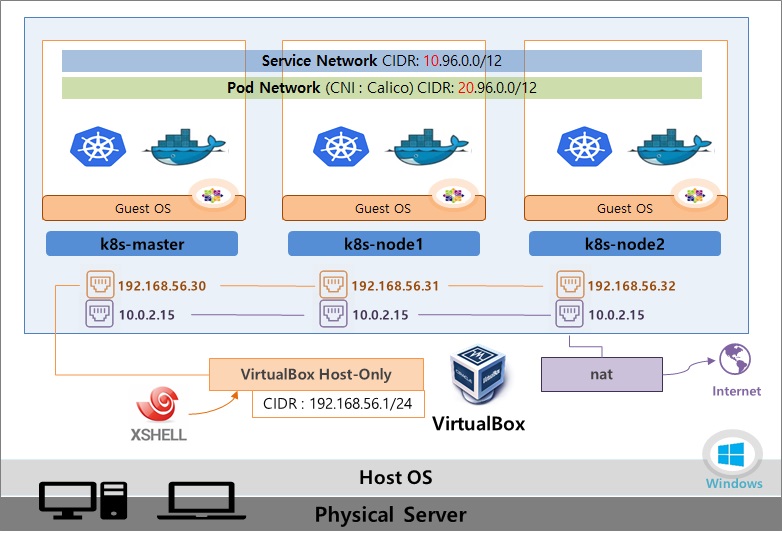 Service Network CIDR: 10.96.0.0/12
Pod Network (CNI : Calico) CIDR: 20.96.0.0/12
Guest OS
Guest OS
Guest OS
k8s-master
k8s-node1
k8s-node2
192.168.56.30
192.168.56.31
192.168.56.32
10.0.2.15
10.0.2.15
10.0.2.15
VirtualBox Host-Only
CIDR : 192.168.56.1/24
XSHELL
VirtualBox
nat
Internet
Host OS
Windows
Physical Server